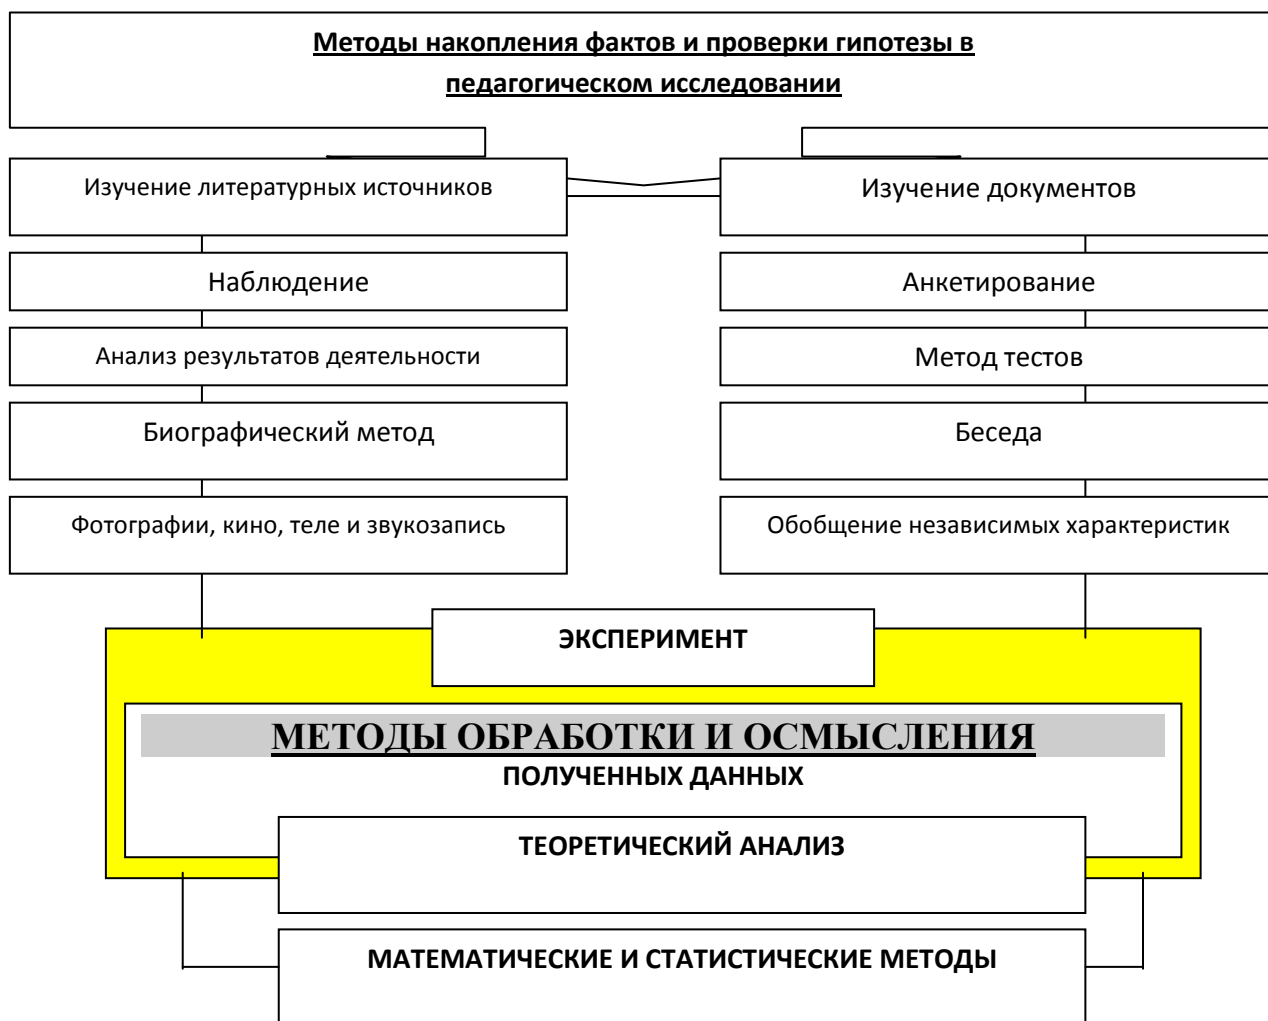 Методы накопления фактов и проверки гипотезы в
педагогическом исследовании
Изучение литературных источников
Изучение документов
Наблюдение
Анкетирование
Анализ результатов деятельности
Метод тестов
Биографический метод
Беседа
Фотографии, кино, теле и звукозапись
Обобщение независимых характеристик
ЭКСПЕРИМЕНТ
МЕТОДЫ ОБРАБОТКИ И ОСМЫСЛЕНИЯ
ПОЛУЧЕННЫХ ДАННЫХ
ТЕОРЕТИЧЕСКИЙ АНАЛИЗ
МАТЕМАТИЧЕСКИЕ И СТАТИСТИЧЕСКИЕ МЕТОДЫ